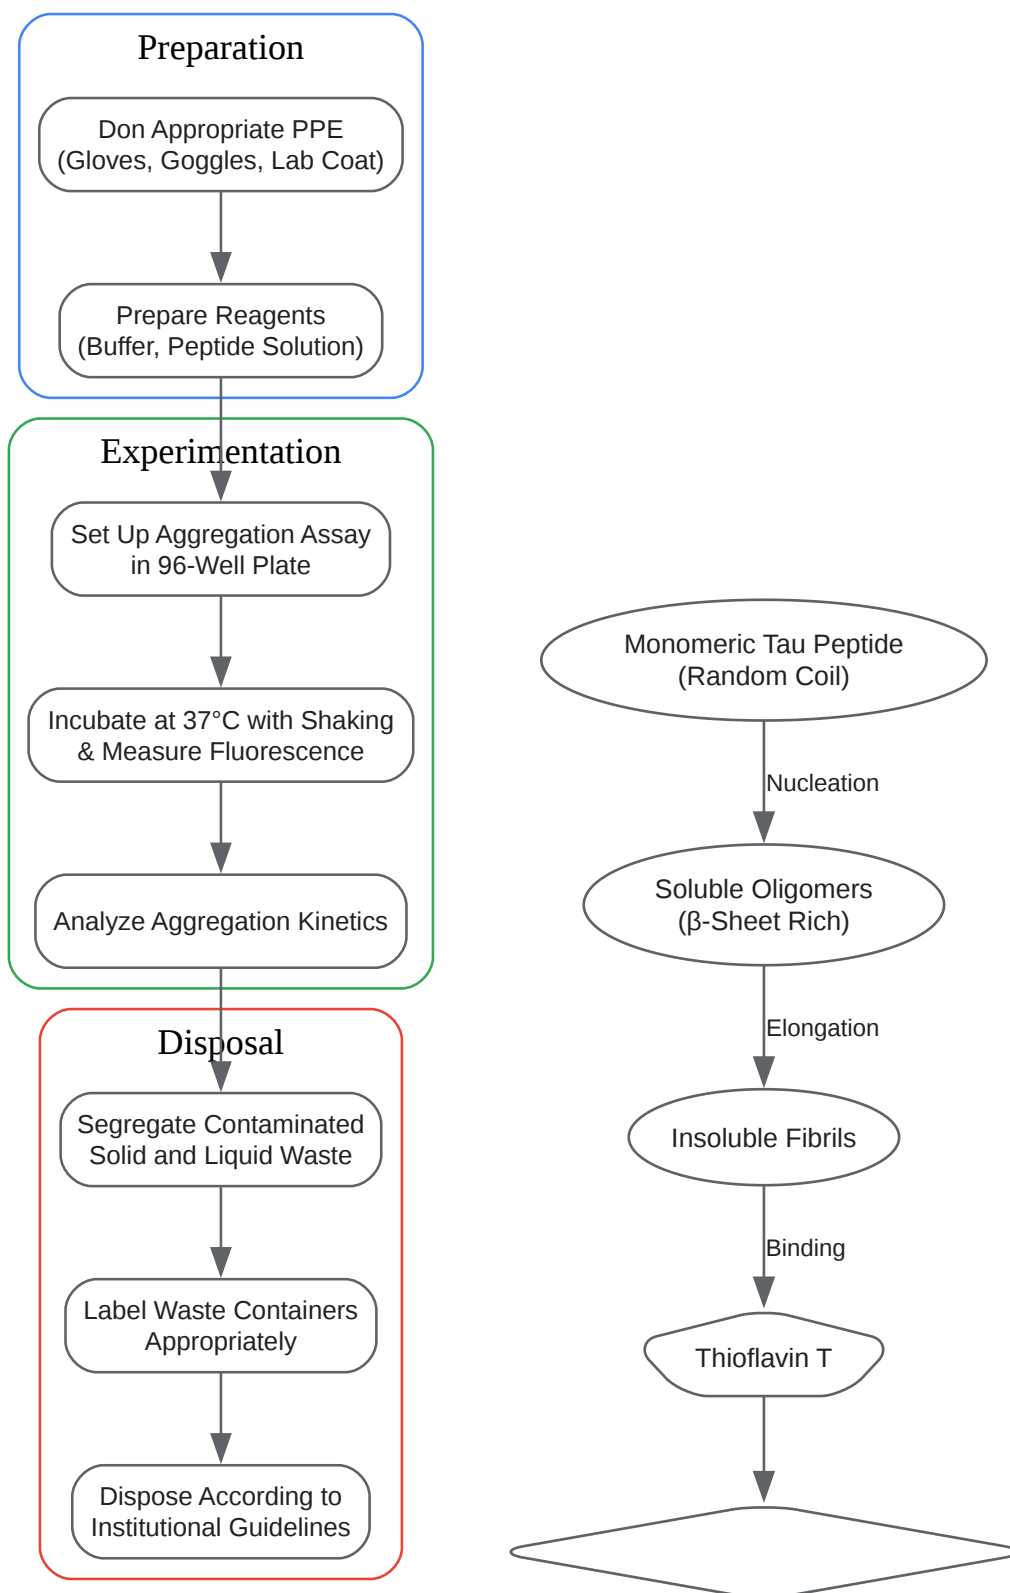 Preparation
Don Appropriate PPE
(Gloves, Goggles, Lab Coat)
Prepare Reagents
(Buffer, Peptide Solution)
Experimentation
Set Up Aggregation Assay
in 96-Well Plate
Incubate at 37°C with Shaking
& Measure Fluorescence
Analyze Aggregation Kinetics
Disposal
Segregate Contaminated
Solid and Liquid Waste
Label Waste Containers
Appropriately
Dispose According to
Institutional Guidelines
Monomeric Tau Peptide
(Random Coil)
Nucleation
Soluble Oligomers
(β-Sheet Rich)
Elongation
Insoluble Fibrils
Binding
Thioflavin T